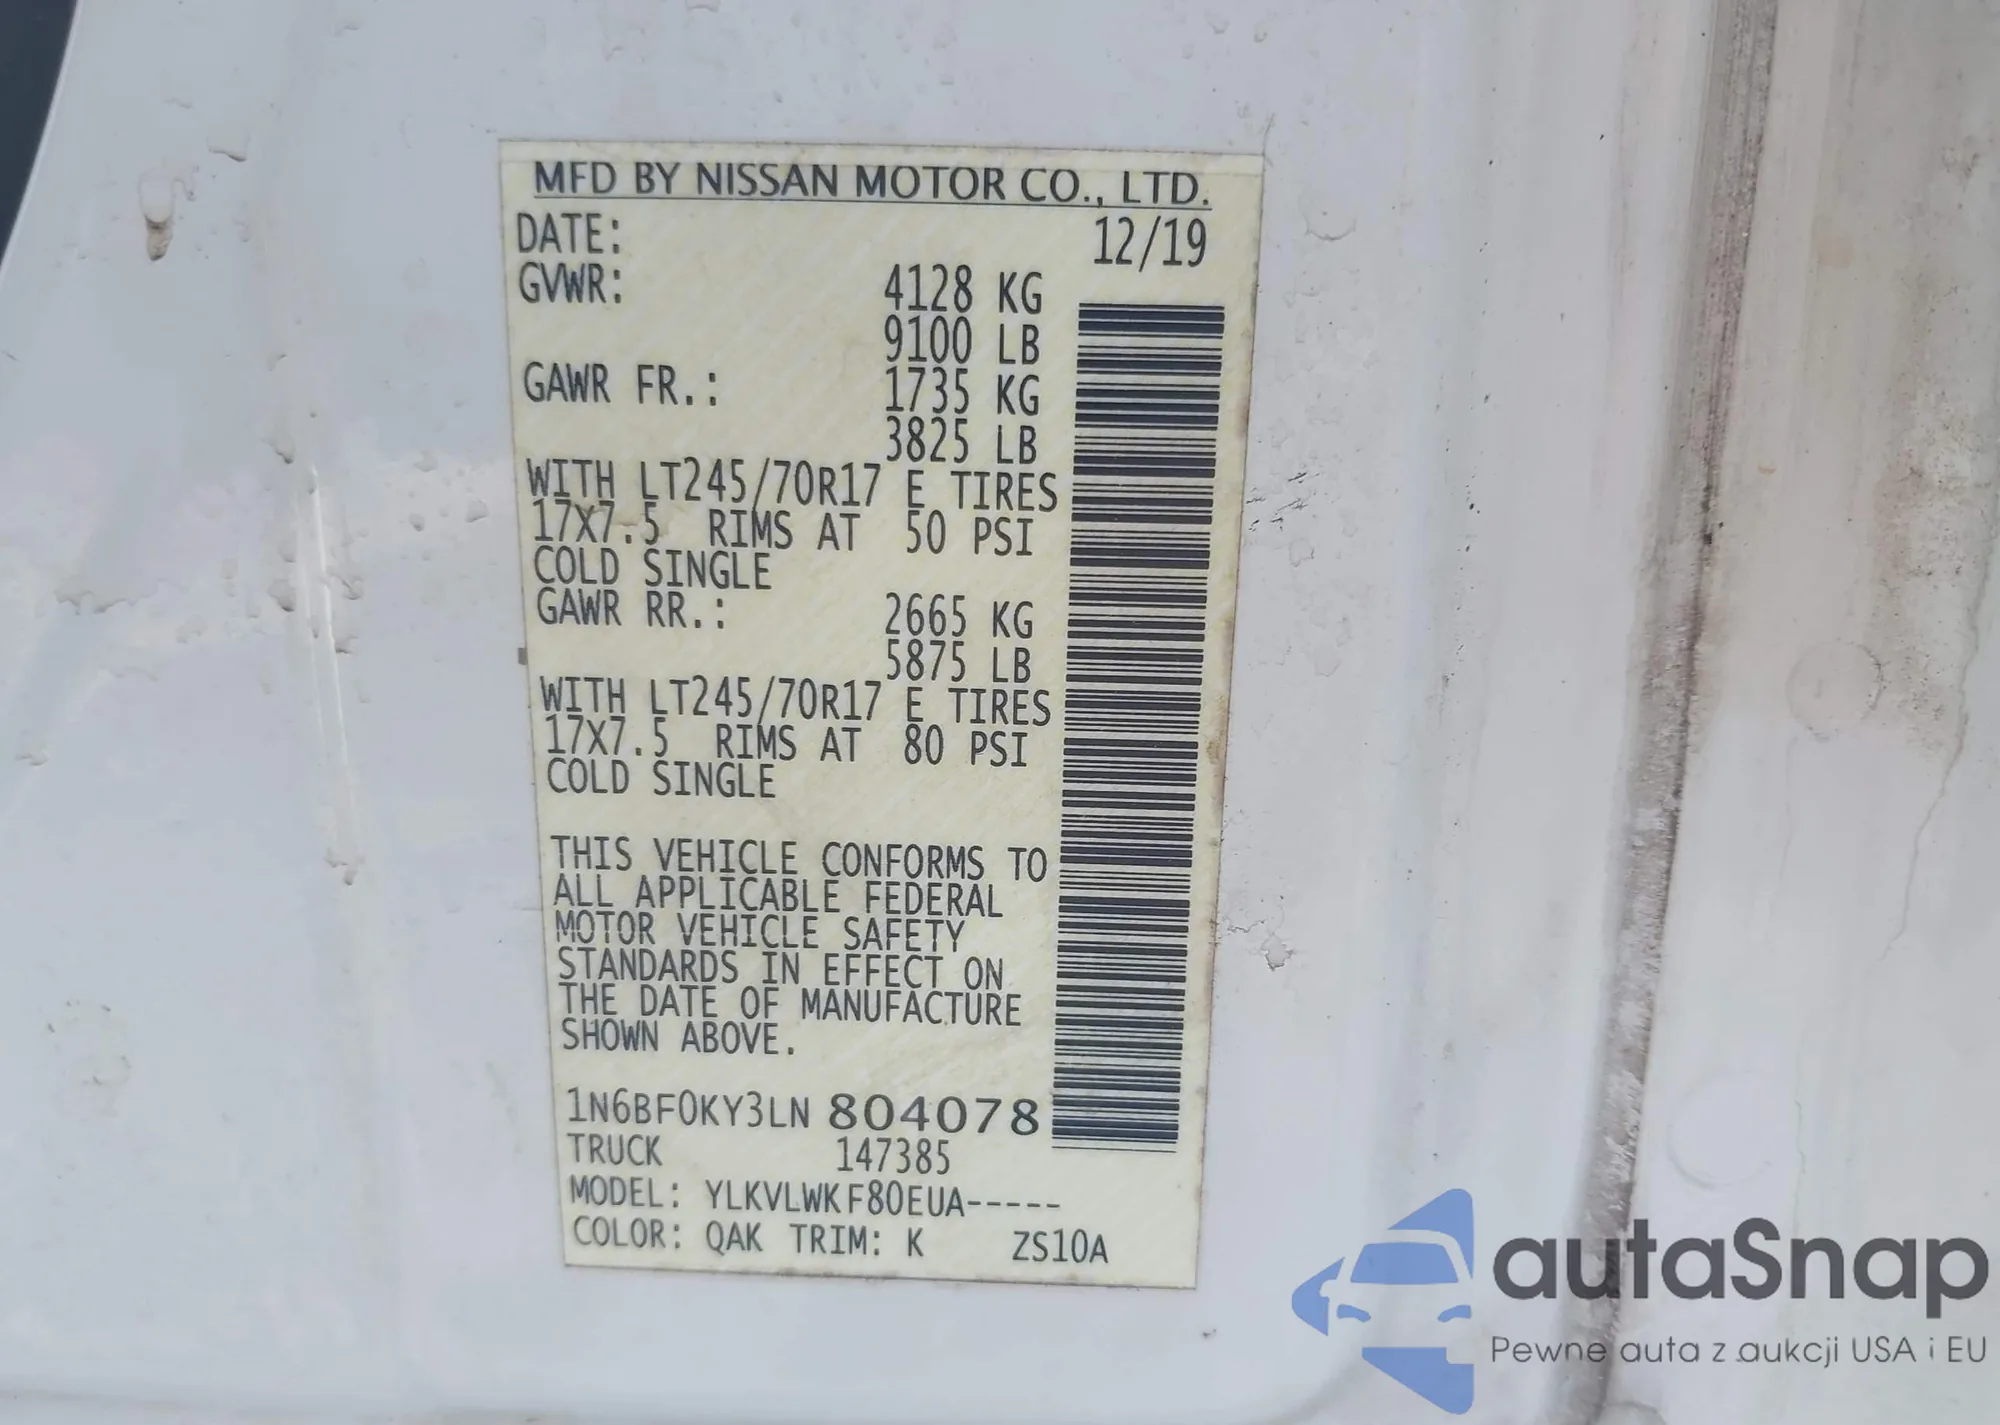 MFD BY NISSAN MOTOR CO., LTD.
DATE: 12/19
GVWR: 4128 KG
9100 LB
GAWR FR.: 1735 KG
3825 LB
WITH LT245/70R17 E TIRES
17X7.5 RIMS AT 50 PSI
COLD SINGLE
GAWR RR.: 2665 KG
5875 LB
WITH LT245/70R17 E TIRES
17X7.5 RIMS AT 80 PSI
COLD SINGLE
THIS VEHICLE CONFORMS TO
ALL APPLICABLE FEDERAL
MOTOR VEHICLE SAFETY
STANDARDS IN EFFECT ON
THE DATE OF MANUFACTURE
SHOWN ABOVE.
1N6BF0KY3LN 804078
TRUCK 147385
MODEL: YLKVLWKF80EUA-----
COLOR: QAK TRIM: K ZS10A
autaSnap
Pewne auta z aukcji USA i EU